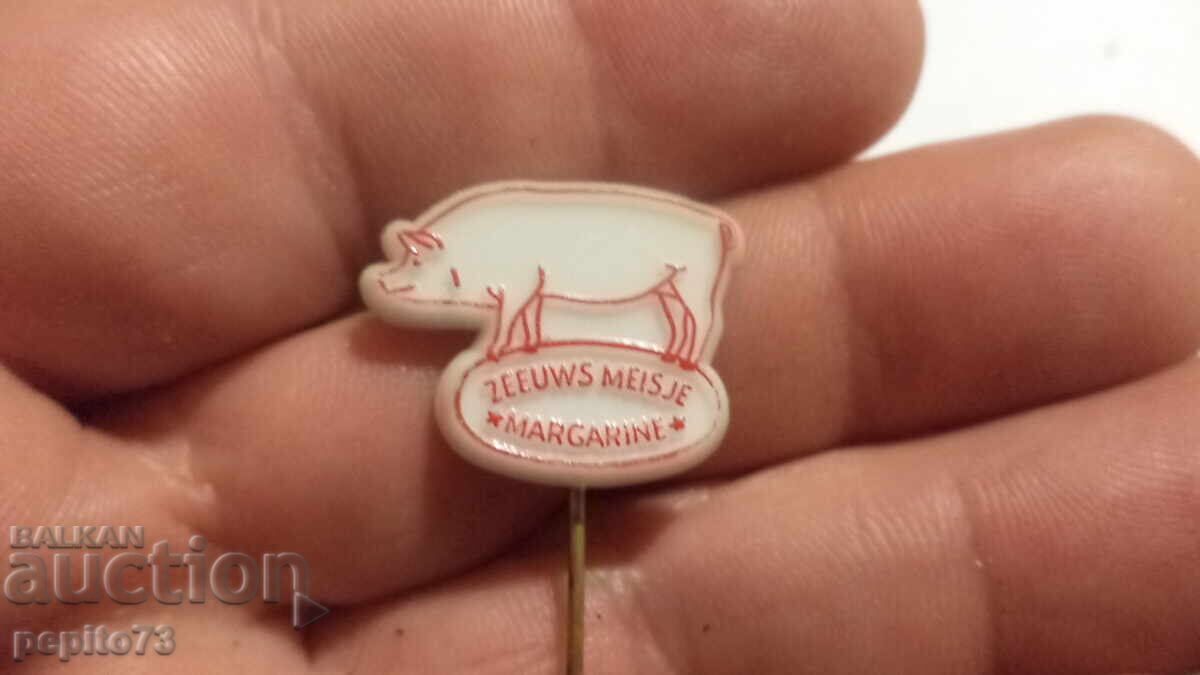 ZEEUWS MEISJE
*MARGARINE*
BALKAN
auction
pepito73